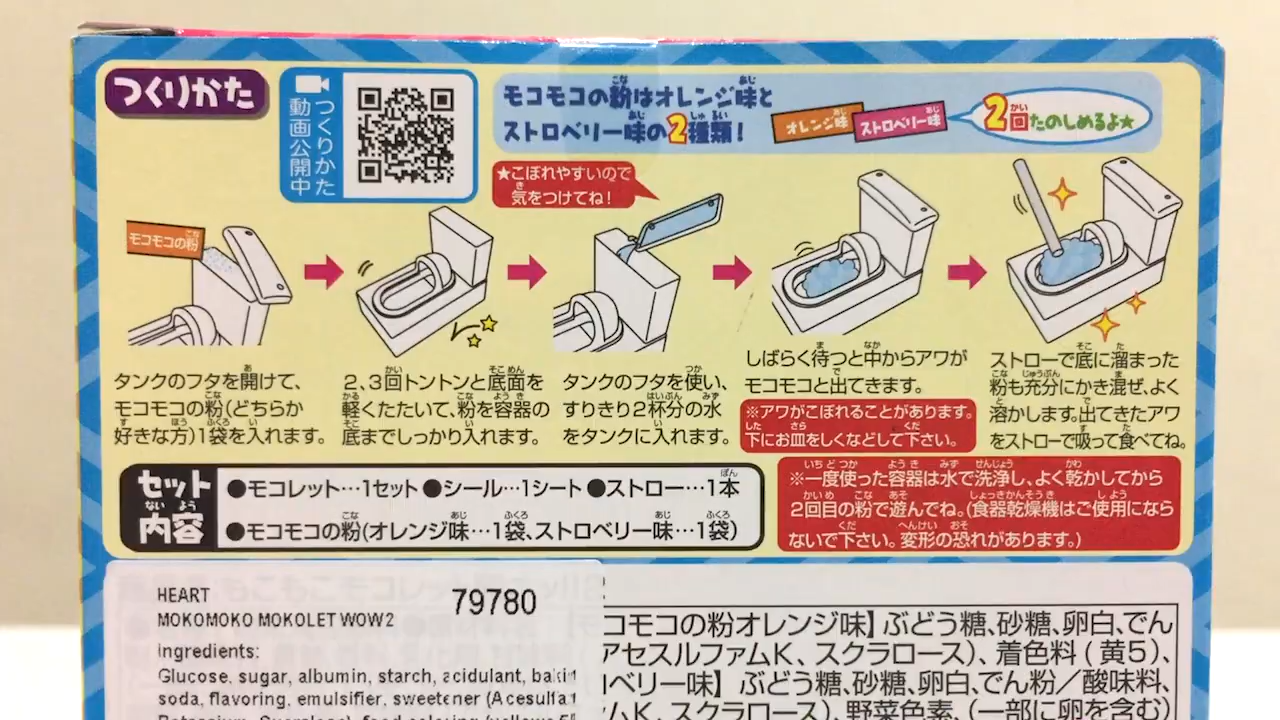 つくりかた
つくりかた
動画公開中
モコモコの粉はオレンジ味と
ストロベリー味の2種類!
オレンジ味
ストロベリー味
2回たのしめるよ★
★こぼれやすいので
気をつけてね!
モコモコの粉
タンクのフタを開けて、
モコモコの粉(どちらか
好きな方)1袋を入れます。
2、3回トントンと底面を
軽くたたいて、粉を容器の
底までしっかり入れます。
タンクのフタを使い、
すりきり2杯分の水
をタンクに入れます。
しばらく待つと中からアワが
モコモコと出てきます。
※アワがこぼれることがあります。
下にお皿をしくなどして下さい。
ストローで底に溜まった
粉も充分にかき混ぜ、よく
溶かします。出てきたアワ
をストローで吸って食べてね。
※一度使った容器は水で洗浄し、よく乾かしてから
2回目の粉で遊んでね。(食器乾燥機はご使用になら
ないで下さい。変形の恐れがあります。)
セット
内容
●モコレット…1セット ●シール…1シート ●ストロー…1本
●モコモコの粉(オレンジ味…1袋、ストロベリー味…1袋)
HEART
79780
MOKOMOKO MOKOLET WOW 2
ingredients:
Glucose, sugar, albumin, starch, acidulant,
soda, flavoring, emulsifier, sweetener
コモコの粉オレンジ味】ぶどう糖、砂糖、卵白、でん
アセスルファムK、スクラロース)、着色料(黄5)、
ベリー味】ぶどう糖、砂糖、卵白、でん粉/酸味料、
ムK、スクラロース)、野菜色素、(一部に卵を含む)